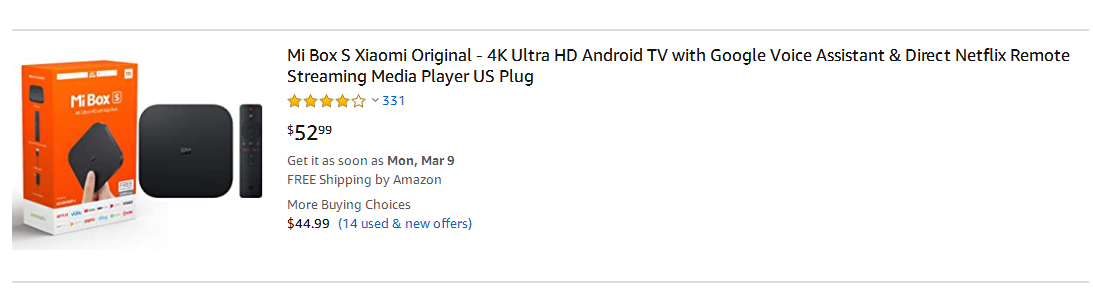 Mi Box S Xiaomi Original - 4K Ultra HD Android TV with Google Voice Assistant & Direct Netflix Remote
Streaming Media Player US Plug
331
$52.99
Get it as soon as Mon, Mar 9
FREE Shipping by Amazon
More Buying Choices
$44.99 (14 used & new offers)
Mi Box S
FREE